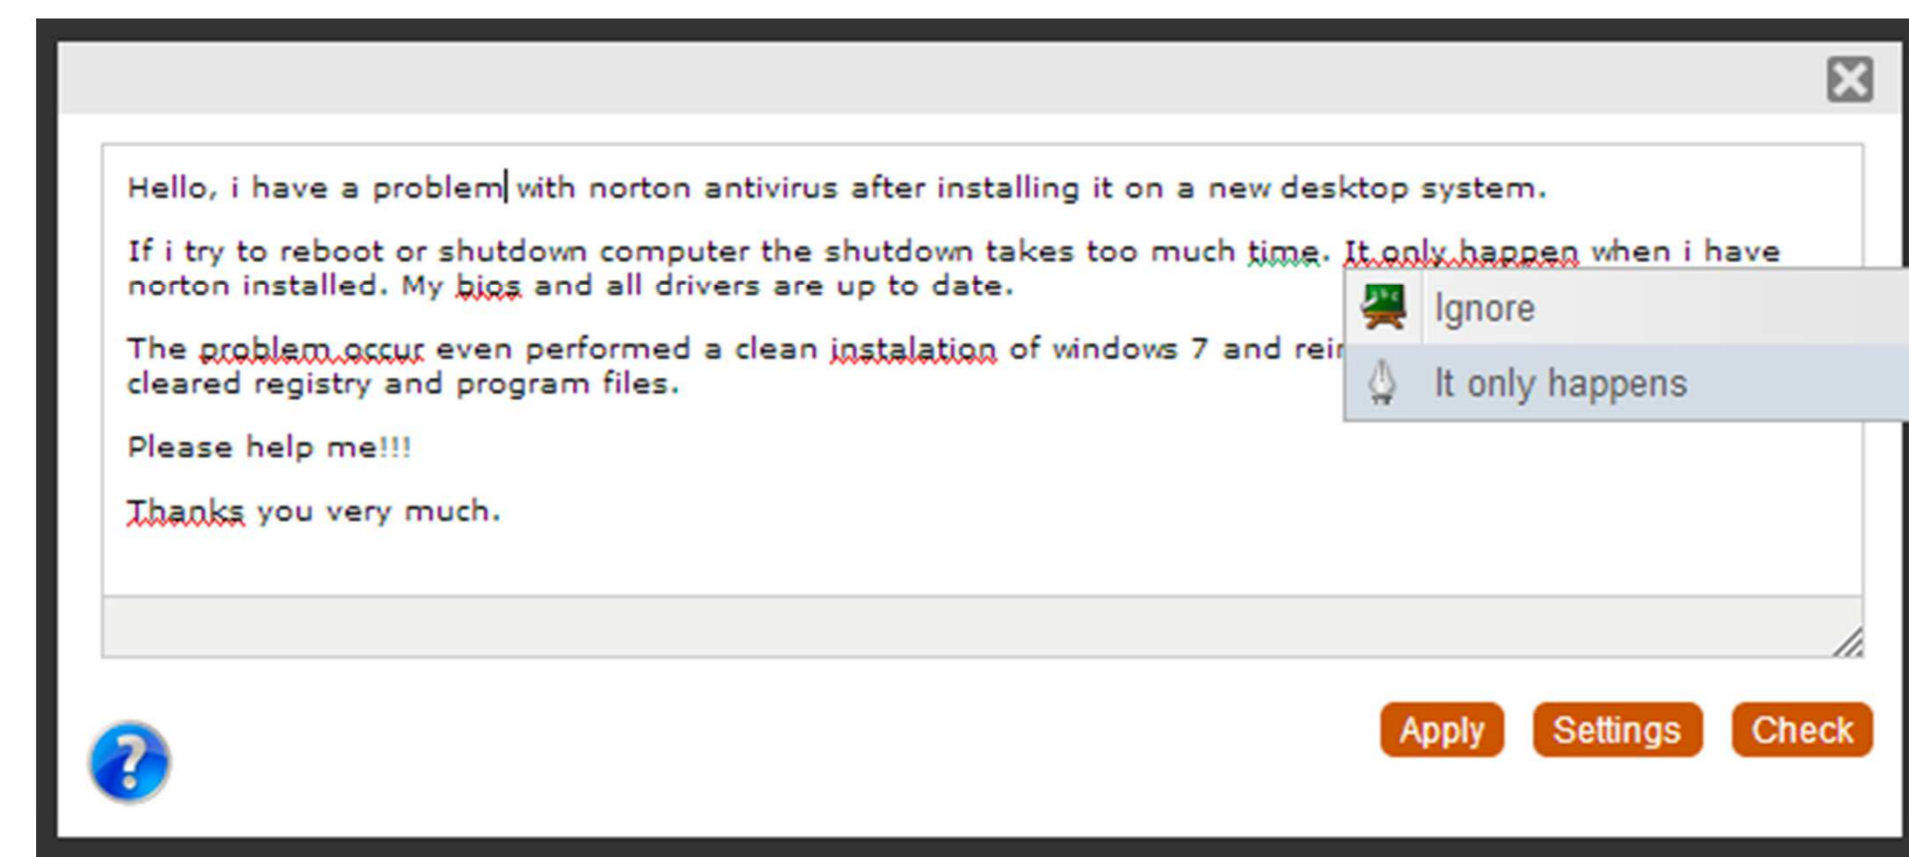 Hello, i have a problem with norton antivirus after installing it on a new desktop system.
If i try to reboot or shutdown computer the shutdown takes too much time. It only happen when i have
norton installed. My bios and all drivers are up to date.
Ignore
The problem occur even performed a clean instalation of windows 7 and
It only happens
cleared registry and program files.
Please help me!!!
Thanks you very much.
Apply Settings Check